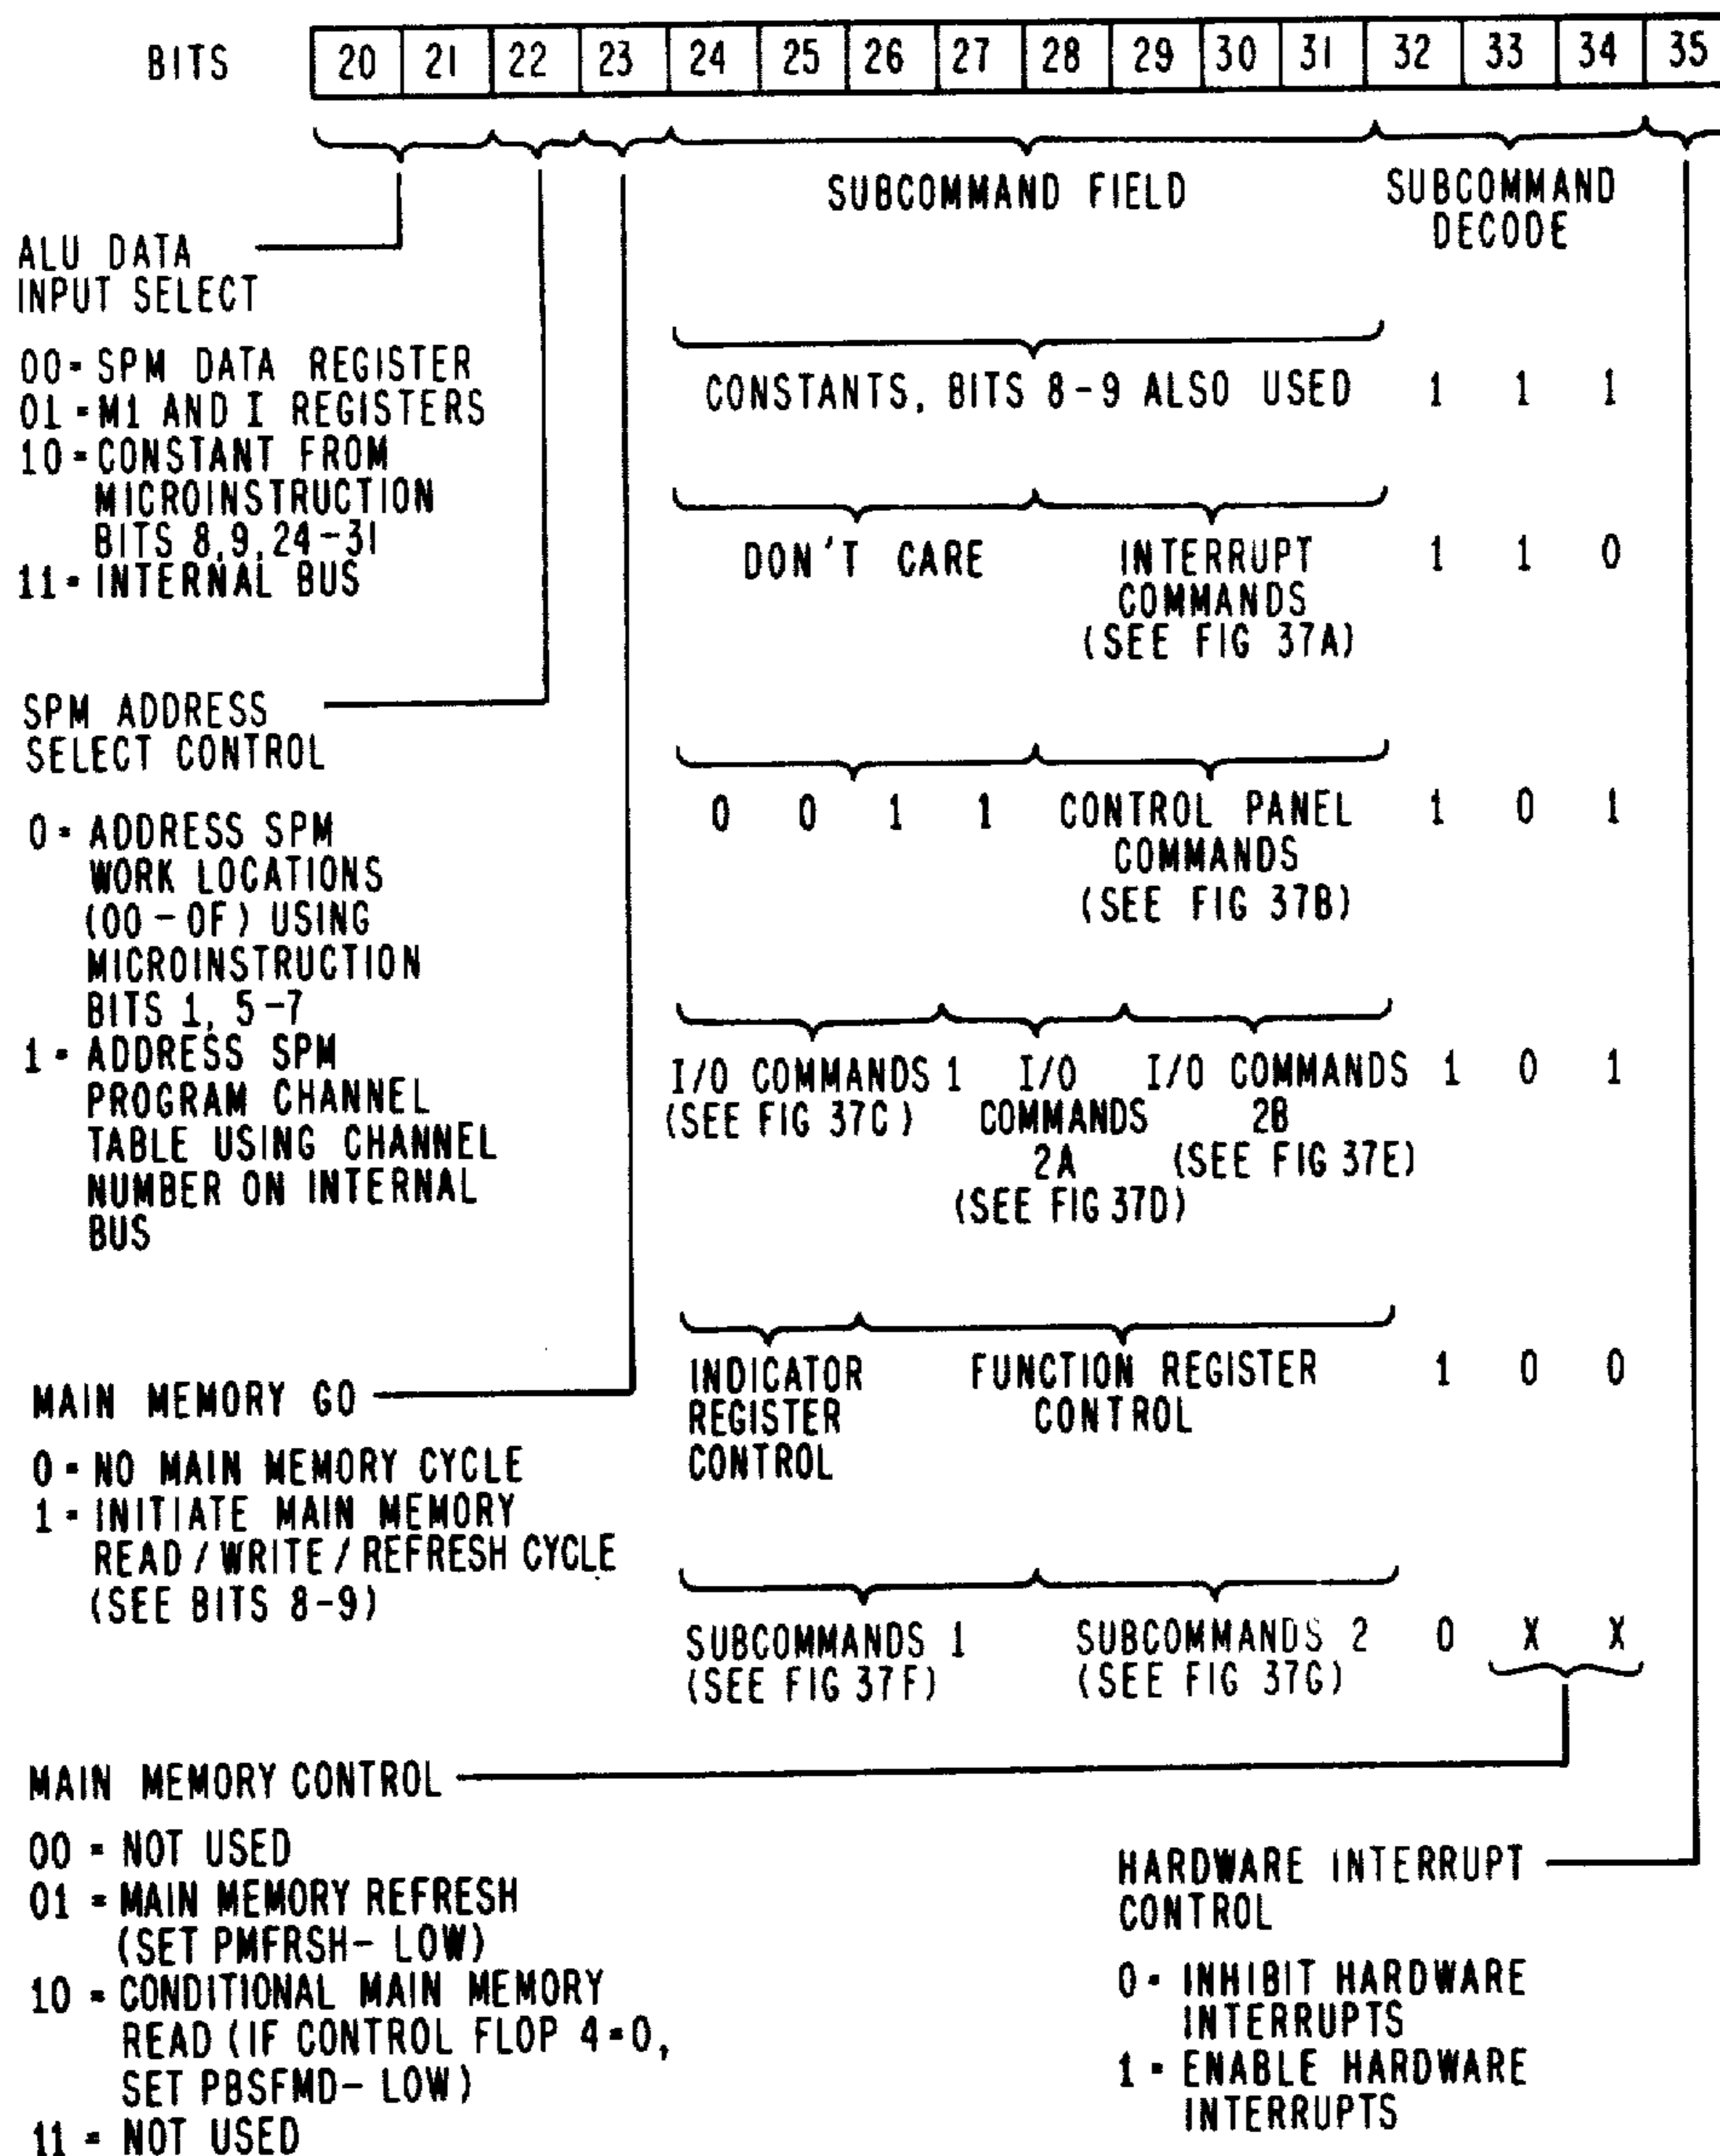 BITS 20 21 22 23 24 25 26 27 28 29 30 31 32 33 34 35
SUBCOMMAND FIELD
SUBCOMMAND
DECODE
ALU DATA
INPUT SELECT
00 = SPM DATA REGISTER
01 = M1 AND I REGISTERS
10 = CONSTANT FROM
MICROINSTRUCTION
BITS 8,9,24-31
11 = INTERNAL BUS
CONSTANTS, BITS 8-9 ALSO USED 1 1 1
DON'T CARE
INTERRUPT
COMMANDS
(SEE FIG 37A)
1 1 0
SPM ADDRESS
SELECT CONTROL
0 = ADDRESS SPM
WORK LOCATIONS
(00-0F) USING
MICROINSTRUCTION
BITS 1, 5-7
1 = ADDRESS SPM
PROGRAM CHANNEL
TABLE USING CHANNEL
NUMBER ON INTERNAL
BUS
0 0 1 1
CONTROL PANEL
COMMANDS
(SEE FIG 37B)
1 0 1
I/O COMMANDS 1
(SEE FIG 37C)
I/O
COMMANDS
2A
(SEE FIG 37D)
I/O COMMANDS
2B
(SEE FIG 37E)
1 0 1
MAIN MEMORY GO
0 = NO MAIN MEMORY CYCLE
1 = INITIATE MAIN MEMORY
READ/WRITE/REFRESH CYCLE
(SEE BITS 8-9)
INDICATOR
REGISTER
CONTROL
FUNCTION REGISTER
CONTROL
1 0 0
SUBCOMMANDS 1
(SEE FIG 37F)
SUBCOMMANDS 2
(SEE FIG 37G)
0 X X
MAIN MEMORY CONTROL
00 = NOT USED
01 = MAIN MEMORY REFRESH
(SET PMFRSH- LOW)
10 = CONDITIONAL MAIN MEMORY
READ (IF CONTROL FLOP 4=0,
SET PBSFMD- LOW)
11 = NOT USED
HARDWARE INTERRUPT
CONTROL
0 = INHIBIT HARDWARE
INTERRUPTS
1 = ENABLE HARDWARE
INTERRUPTS